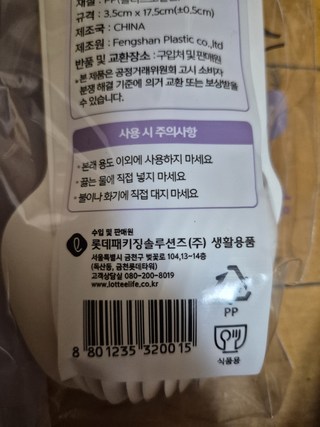 규격 : 3.5cm x 17.5cm(±0.5cm)
제조국 : CHINA
제조원 : Fengshan Plastic co.,ltd
반품 및 교환장소 : 구입처 및 판매원
*본 제품은 공정거래위원회 고시 소비자
분쟁 해결 기준에 의거 교환 또는 보상받을
수 있습니다.
사용 시 주의사항
• 본래 용도 이외에 사용하지 마세요
• 끓는 물에 직접 넣지 마세요
• 불이나 화기에 직접 대지 마세요
수입 및 판매원
롯데패키징솔루션즈(주) 생활용품
서울특별시 금천구 벚꽃로 104,13~14층
(독산동, 금천롯데타워)
고객상담실 080-200-8019
www.lotteelife.co.kr
PP
식품용
8 801235 320015